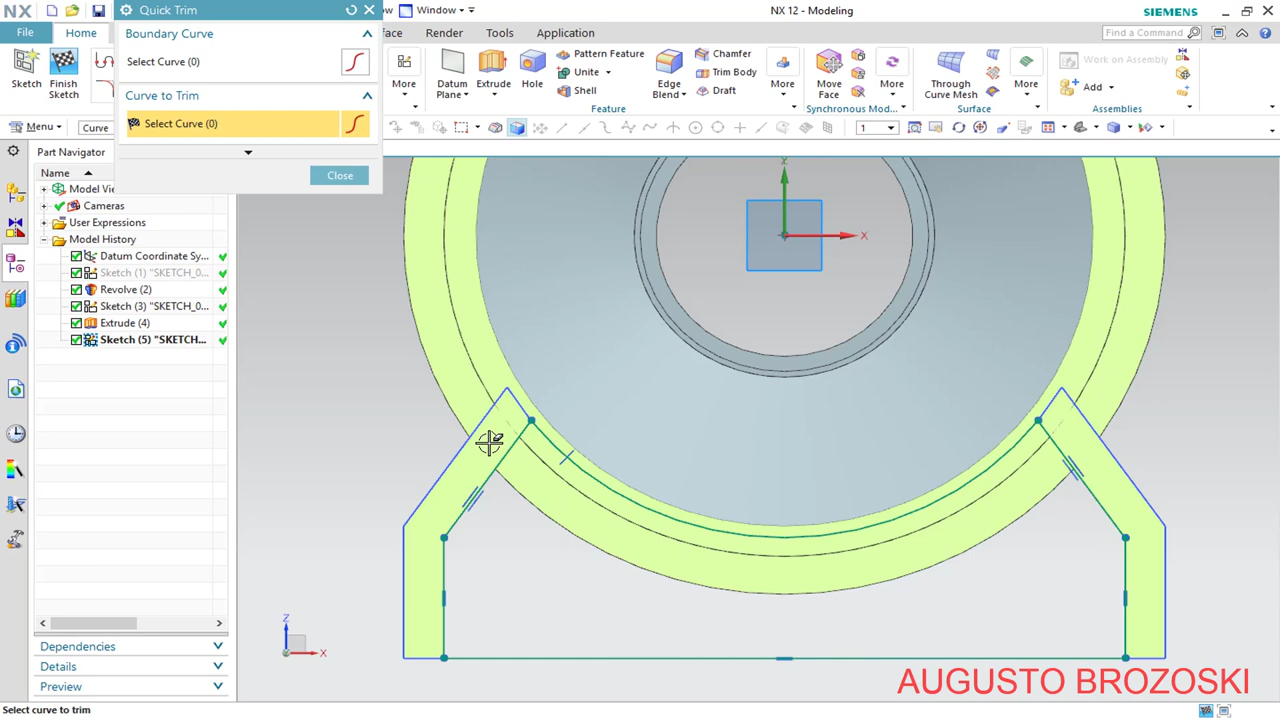 NX
Quick Trim
ow
Window
NX 12 - Modeling
SIEMENS
File
Home
face
Render
Tools
Application
Find a Command
Boundary Curve
Select Curve (0)
Curve to Trim
Select Curve (0)
Close
Sketch
Finish
Sketch
More
Datum
Plane
Extrude
Hole
Pattern Feature
Unite
Shell
Edge
Blend
Chamfer
Trim Body
Draft
More
Feature
Move
Face
More
Synchronous Mod...
Through
Curve Mesh
More
Surface
Work on Assembly
Add
Assemblies
Menu
Curve
1
Part Navigator
Name
Model Vie
Cameras
User Expressions
Model History
Datum Coordinate Sy...
Sketch (1) "SKETCH_0...
Revolve (2)
Sketch (3) "SKETCH_0...
Extrude (4)
Sketch (5) "SKETCH...
Dependencies
Details
Preview
X
Z
X
AUGUSTO BROZOSKI
Select curve to trim